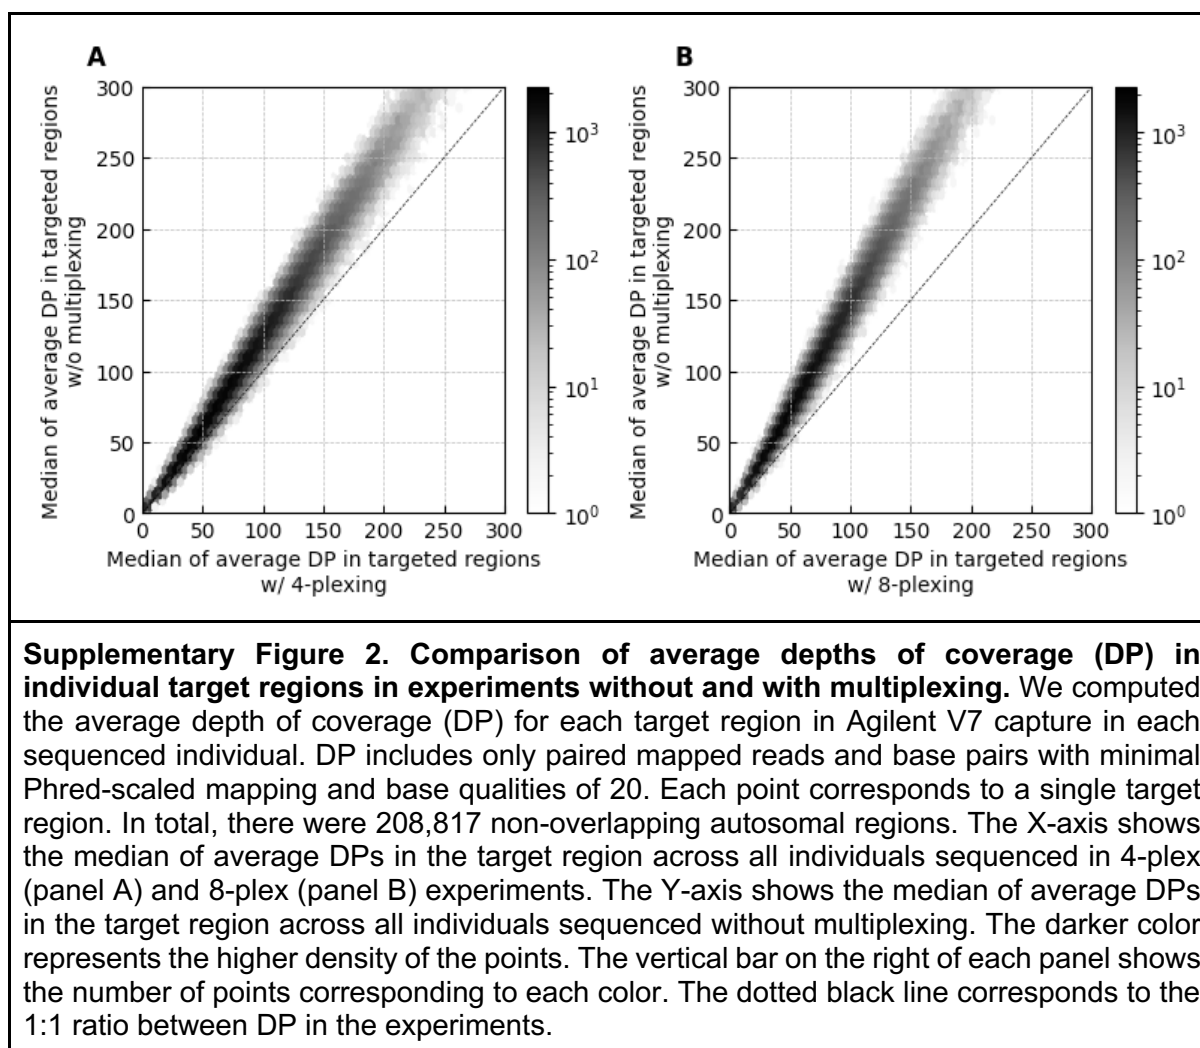 A
B
300
250
200
150
100
50
0
0 50 100 150 200 250 300
Median of average DP in targeted regions
w/o multiplexing
Median of average DP in targeted regions
w/ 4-plexing
10³
10²
10¹
10⁰
300
250
200
150
100
50
0
0 50 100 150 200 250 300
Median of average DP in targeted regions
w/o multiplexing
Median of average DP in targeted regions
w/ 8-plexing
10³
10²
10¹
10⁰
Supplementary Figure 2. Comparison of average depths of coverage (DP) in
individual target regions in experiments without and with multiplexing. We computed
the average depth of coverage (DP) for each target region in Agilent V7 capture in each
sequenced individual. DP includes only paired mapped reads and base pairs with minimal
Phred-scaled mapping and base qualities of 20. Each point corresponds to a single target
region. In total, there were 208,817 non-overlapping autosomal regions. The X-axis shows
the median of average DPs in the target region across all individuals sequenced in 4-plex
(panel A) and 8-plex (panel B) experiments. The Y-axis shows the median of average DPs
in the target region across all individuals sequenced without multiplexing. The darker color
represents the higher density of the points. The vertical bar on the right of each panel shows
the number of points corresponding to each color. The dotted black line corresponds to the
1:1 ratio between DP in the experiments.